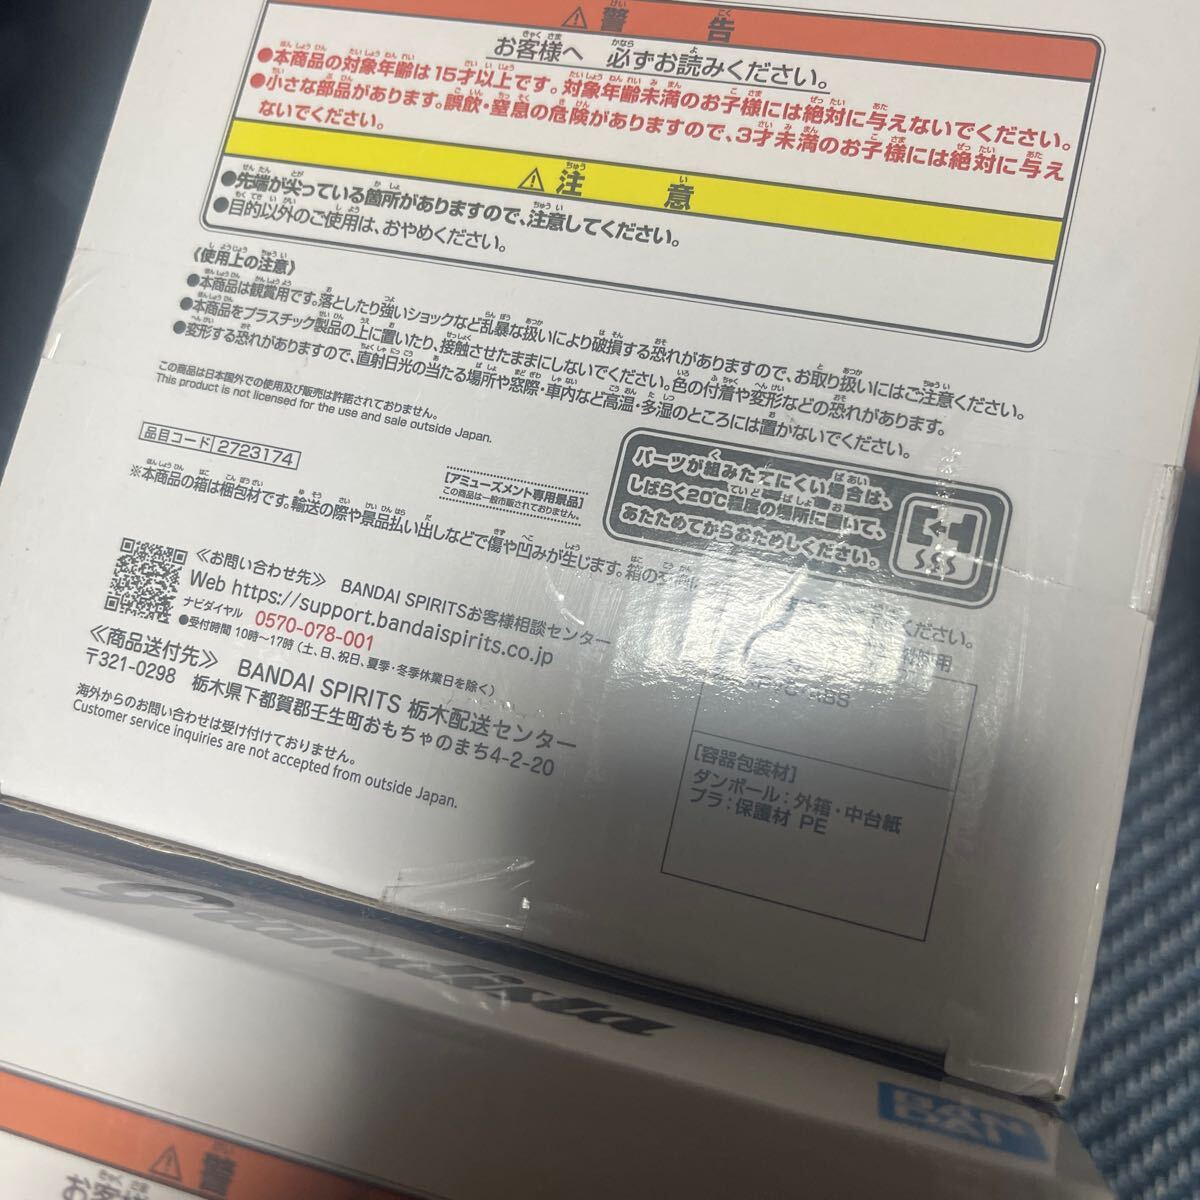 ⚠警告
お客様へ 必ずお読みください。
●本商品の対象年齢は15才以上です。対象年齢未満のお子様には絶対に与えないでください。
●小さな部品があります。誤飲・窒息の危険がありますので、3才未満のお子様には絶対に与え
ないでください。
⚠注意
●先端が尖っている箇所がありますので、注意してください。
●目的以外のご使用は、おやめください。
《使用上の注意》
●本商品は観賞用です。落としたり強いショックなど乱暴な扱いにより破損する恐れがありますので、お取り扱いにはご注意ください。
●本商品をプラスチック製品の上に置いたり、接触させたままにしないでください。色の付着や変形などの恐れがあります。
●変形する恐れがありますので、直射日光の当たる場所や窓際・車内など高温・多湿のところには置かないでください。
この商品は日本国外での使用及び販売は許諾されておりません。
This product is not licensed for the use and sale outside Japan.
品目コード 2723174
[アミューズメント専用景品]
この商品は一般市販されておりません。
パーツが組みたてにくい場合は、
しばらく20℃程度の場所に置いて、
あたためてからおためしください。
※本商品の箱は梱包材です。輸送の際や景品払い出しなどで傷や凹みが生じます。箱の
ください。
《お問い合わせ先》 BANDAI SPIRITSお客様相談センター
Web https://support.bandaispirits.co.jp
ナビダイヤル 0570-078-001
●受付時間 10時〜17時(土、日、祝日、夏季・冬季休業日を除く)
《商品送付先》 BANDAI SPIRITS 栃木配送センター
〒321-0298 栃木県下都賀郡壬生町おもちゃのまち4-2-20
海外からのお問い合わせは受け付けておりません。
Customer service inquiries are not accepted from outside Japan.
[容器包装材]
ダンボール:外箱・中台紙
プラ:保護材 PE
BAN
DAI
⚠警
お客様